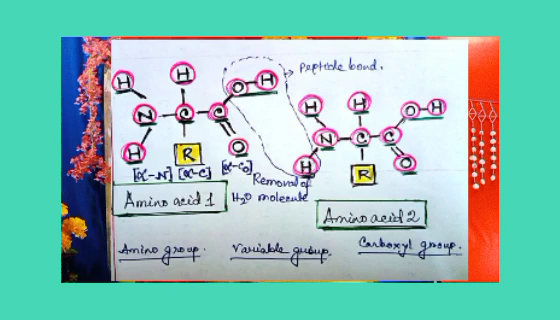 Peptide bond.
H H O H
N C C
H R O
H H O H
N C C
H R O
[α-N] [α-C] [α-CO]
Removal of
H₂O molecule
Amino acid 1
Amino acid 2
Amino group. Variable group. Carboxyl group.